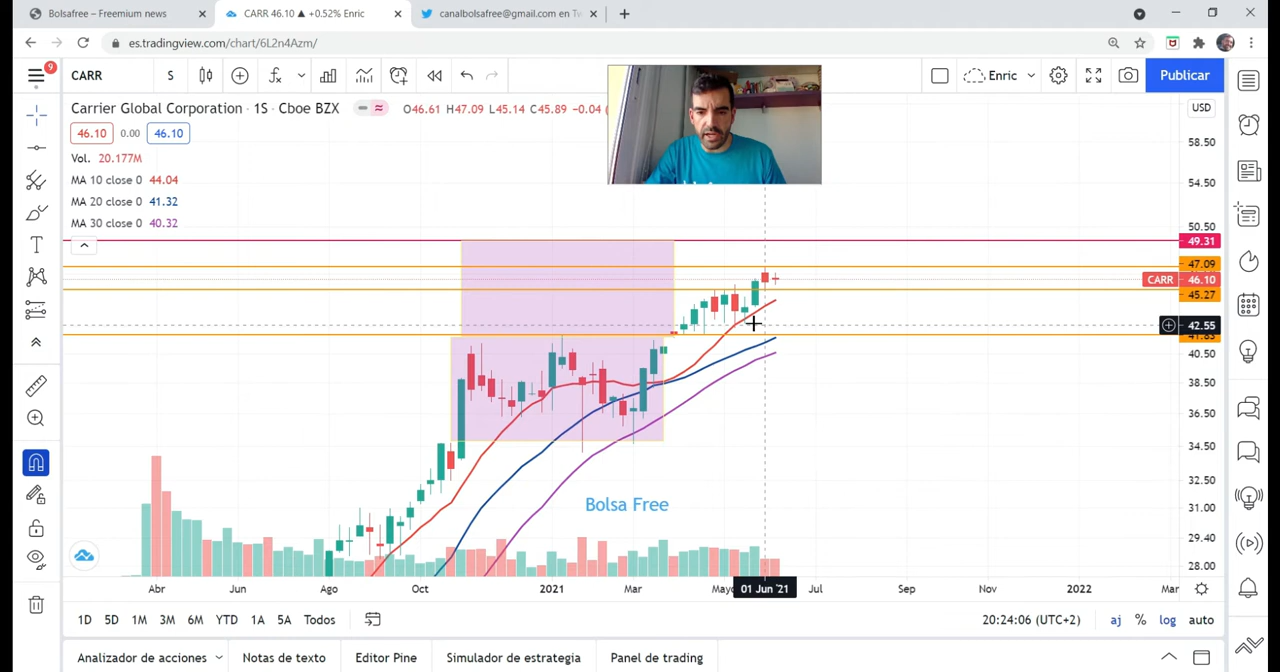 Bolsafree – Freemium news
CARR 46.10 ▲ +0.52% Enric
canalbolsafree@gmail.com en Tw
es.tradingview.com/chart/6L2n4Azm/
9
CARR
S
Enric
Publicar
Carrier Global Corporation · 1S · Cboe BZX
O46.61 H47.09 L45.14 C45.89 -0.04 (
USD
46.10 0.00 46.10
Vol. 20.177M
MA 10 close 0 44.04
MA 20 close 0 41.32
MA 30 close 0 40.32
58.50
54.50
50.50
49.31
47.09
CARR 46.10
45.27
42.55
40.50
38.50
36.50
34.50
32.50
31.00
29.40
28.00
Bolsa Free
Abr Jun Ago Oct 2021 Mar Mayo 01 Jun '21 Jul Sep Nov 2022 Mar
1D 5D 1M 3M 6M YTD 1A 5A Todos
20:24:06 (UTC+2) aj % log auto
Analizador de acciones Notas de texto Editor Pine Simulador de estrategia Panel de trading